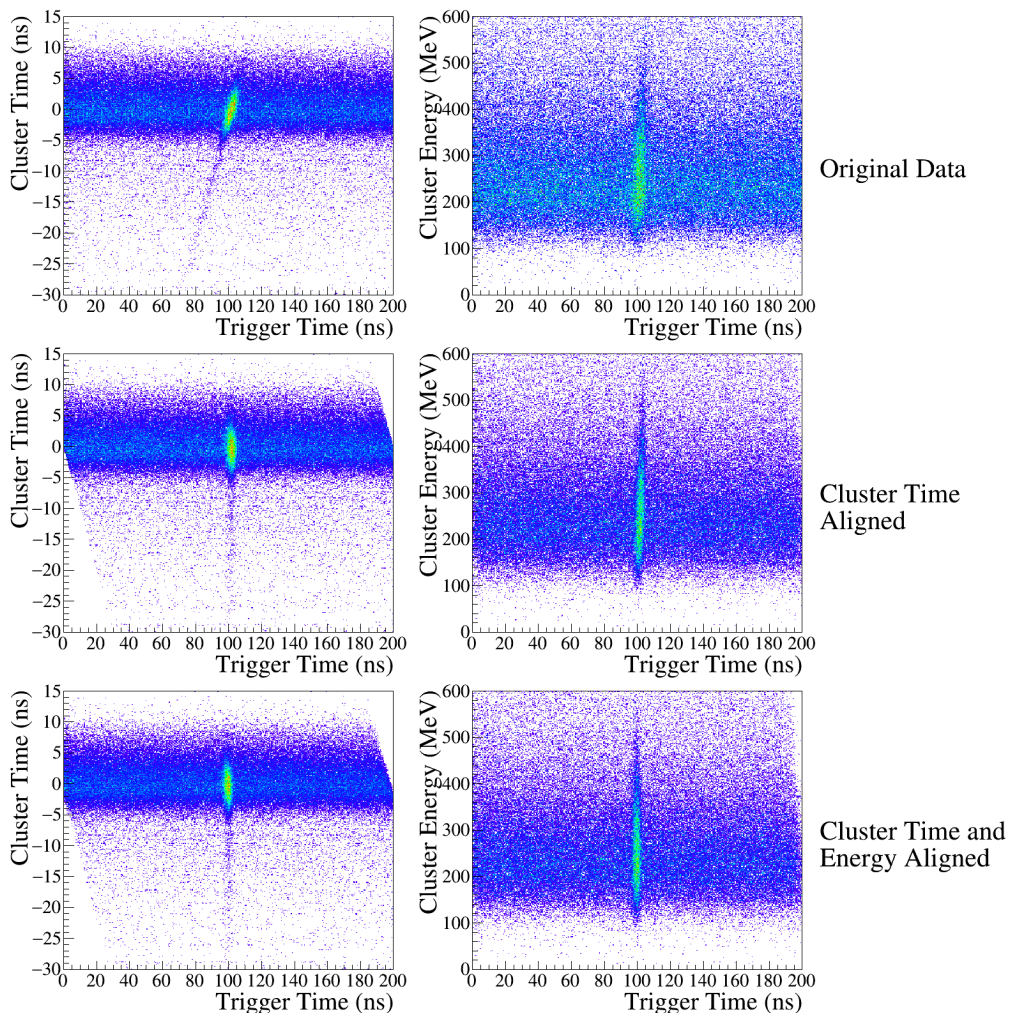 Cluster Time (ns)
15
10
5
0
−5
−10
−15
−20
−25
−30
0 20 40 60 80 100 120 140 160 180 200
Trigger Time (ns)
Cluster Energy (MeV)
600
500
400
300
200
100
0
0 20 40 60 80 100 120 140 160 180 200
Trigger Time (ns)
Original Data
Cluster Time (ns)
15
10
5
0
−5
−10
−15
−20
−25
−30
0 20 40 60 80 100 120 140 160 180 200
Trigger Time (ns)
Cluster Energy (MeV)
600
500
400
300
200
100
0
0 20 40 60 80 100 120 140 160 180 200
Trigger Time (ns)
Cluster Time
Aligned
Cluster Time (ns)
15
10
5
0
−5
−10
−15
−20
−25
−30
0 20 40 60 80 100 120 140 160 180 200
Trigger Time (ns)
Cluster Energy (MeV)
600
500
400
300
200
100
0
0 20 40 60 80 100 120 140 160 180 200
Trigger Time (ns)
Cluster Time and
Energy Aligned